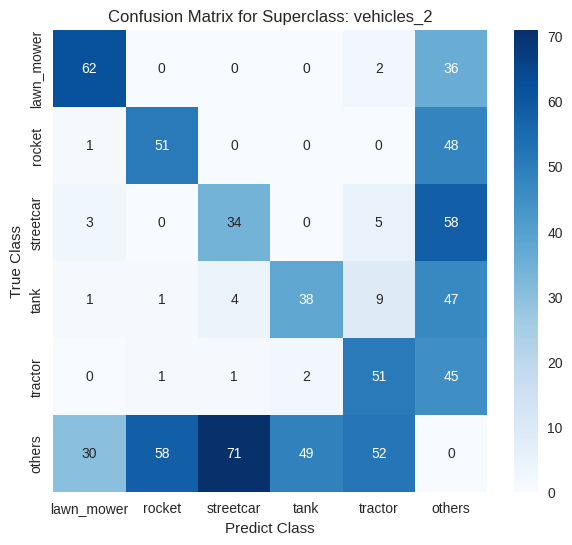 Confusion Matrix for Superclass: vehicles_2
lawn_mower 62 0 0 0 2 36
rocket 1 51 0 0 0 48
streetcar 3 0 34 0 5 58
tank 1 1 4 38 9 47
tractor 0 1 1 2 51 45
others 30 58 71 49 52 0
lawn_mower rocket streetcar tank tractor others
Predict Class
True Class
70
60
50
40
30
20
10
0